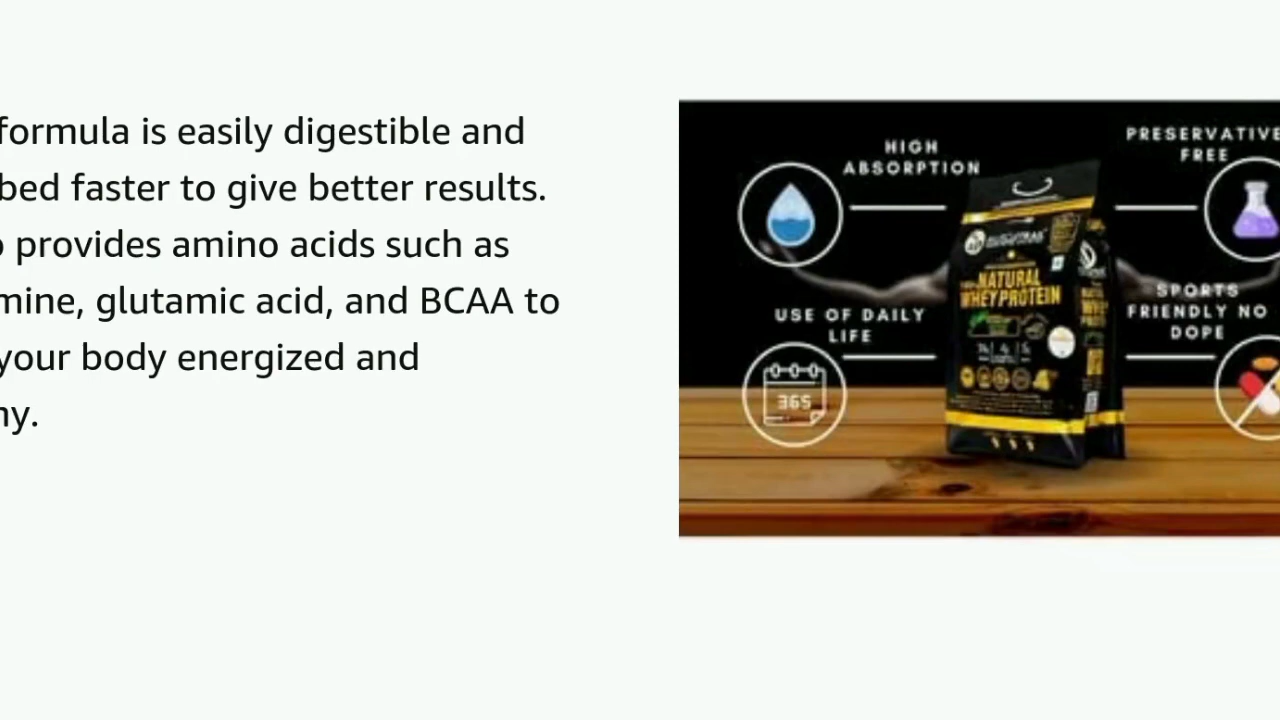 formula is easily digestible and
bed faster to give better results.
provides amino acids such as
mine, glutamic acid, and BCAA to
your body energized and
ny.
HIGH
ABSORPTION
PRESERVATIVE
FREE
USE OF DAILY
LIFE
365
SPORTS
FRIENDLY NO
DOPE
NATURAL
WHEY PROTEIN